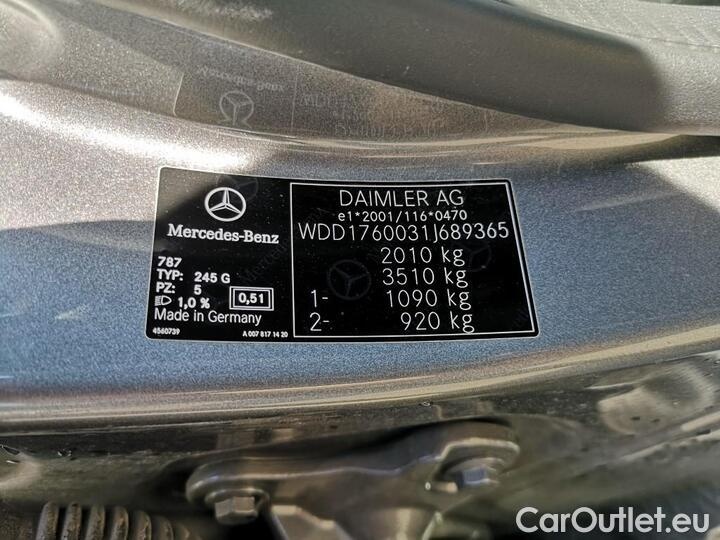 Mercedes-Benz
Mercedes-Benz
787
TYP: 245 G
PZ: 5
1,0 % 0,51
Made in Germany
4560739 A 007 817 14 20
DAIMLER AG
e1*2001/116*0470
WDD1760031J689365
2010 kg
3510 kg
1- 1090 kg
2- 920 kg
CarOutlet.eu